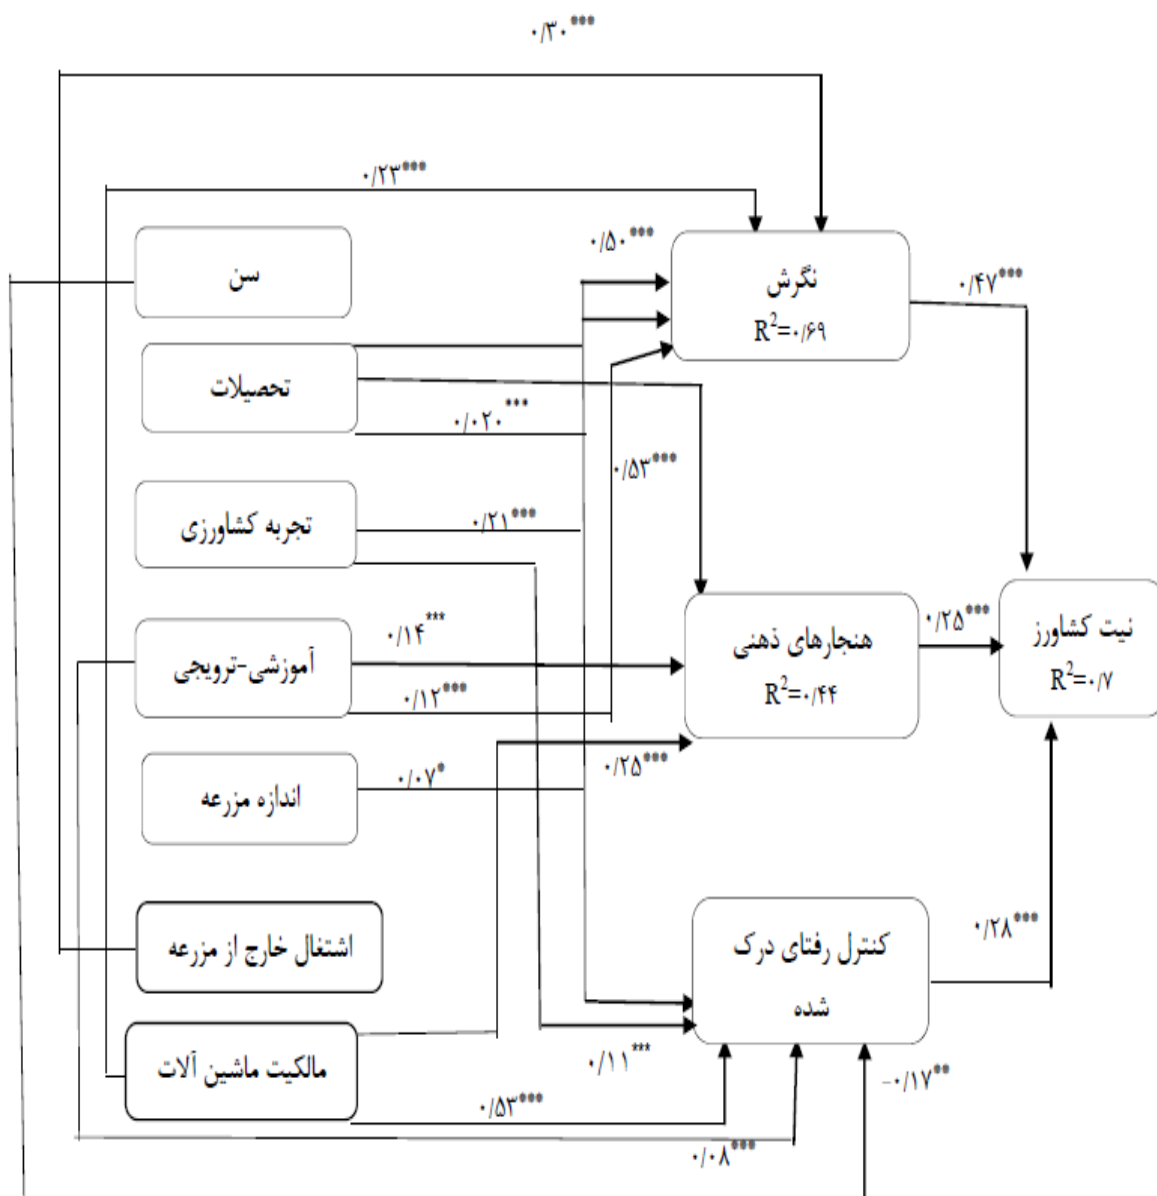 ۰/۳۰***
۰/۲۳***
۰/۵۰***
سن
نگرش
R²=۰/۶۹
۰/۴۷***
تحصیلات
۰/۰۲۰***
۰/۵۳***
تجربه کشاورزی
۰/۲۱***
آموزشی-ترویجی
۰/۱۴***
۰/۱۲***
هنجارهای ذهنی
R²=۰/۴۴
۰/۲۵***
نیت کشاورز
R²=۰/۷
اندازه مزرعه
۰/۰۷*
۰/۲۵***
اشتغال خارج از مزرعه
کنترل رفتای درک
شده
۰/۲۸***
مالکیت ماشین آلات
۰/۱۱***
-۰/۱۷**
۰/۵۳***
۰/۰۸***